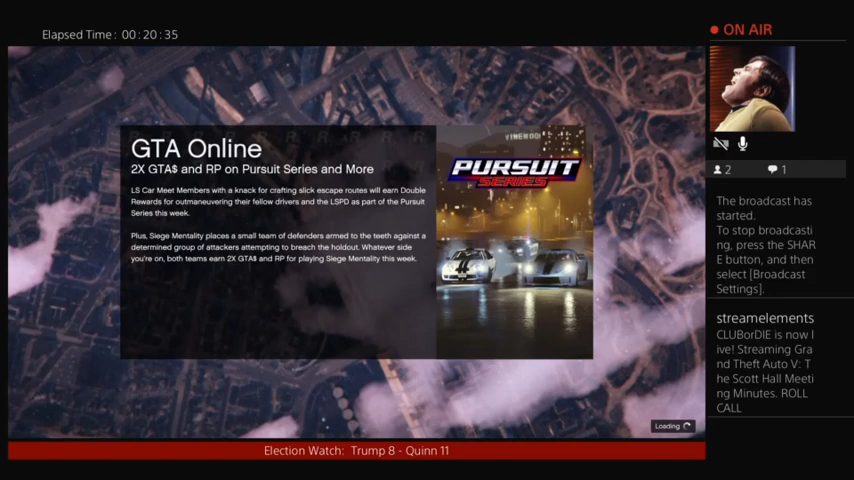 Elapsed Time: 00:20:35
ON AIR
GTA Online
2X GTA$ and RP on Pursuit Series and More
LS Car Meet Members with a knack for crafting slick escape routes will earn Double
Rewards for outmaneuvering their fellow drivers and the LSPD as part of the Pursuit
Series this week.
Plus, Siege Mentality places a small team of defenders armed to the teeth against a
determined group of attackers attempting to breach the holdout. Whatever side
you're on, both teams earn 2X GTA$ and RP for playing Siege Mentality this week.
VINEWOOD
PURSUIT
SERIES
2
1
The broadcast has
started.
To stop broadcasti
ng, press the SHAR
E button, and then
select [Broadcast
Settings].
streamelements
CLUBorDIE is now l
ive! Streaming Gra
nd Theft Auto V: T
he Scott Hall Meeti
ng Minutes. ROLL
CALL
Loading
Election Watch: Trump 8 - Quinn 11